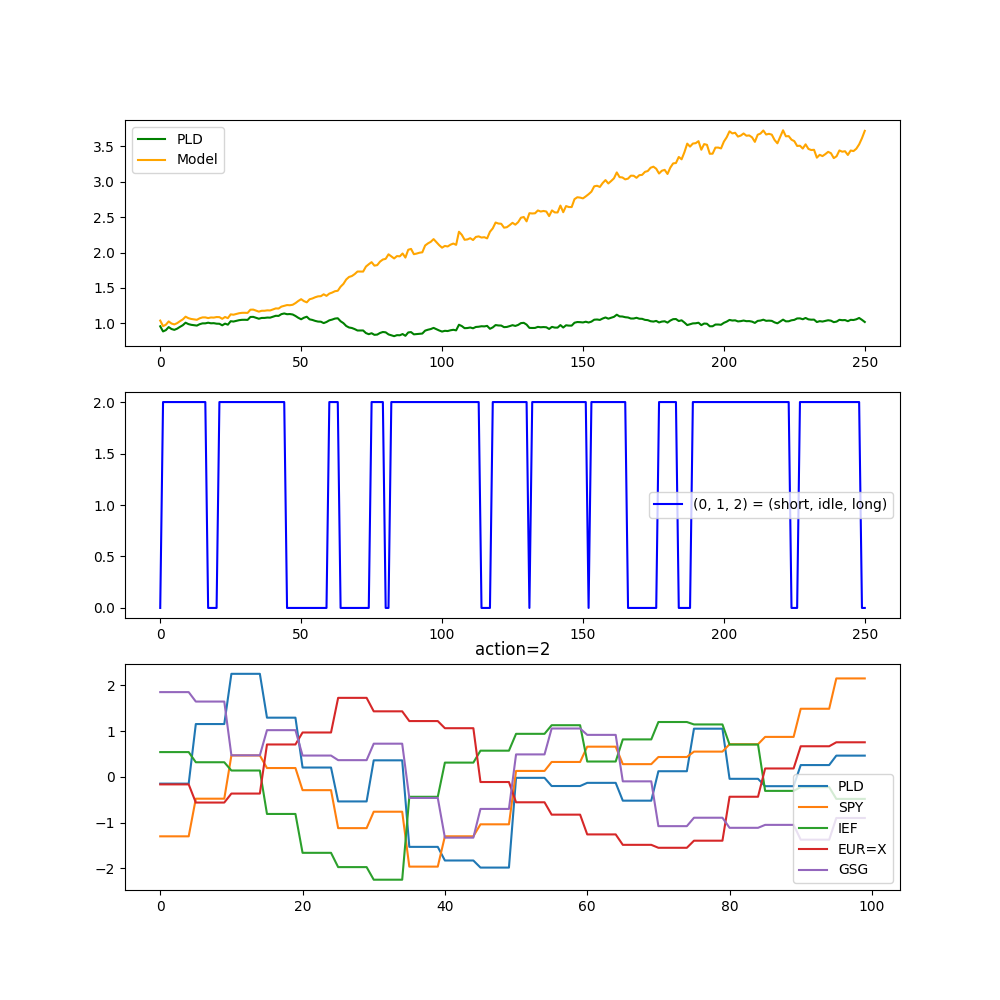 PLD
Model
3.5
3.0
2.5
2.0
1.5
1.0
0 50 100 150 200 250
2.0
1.5
1.0
0.5
0.0
(0, 1, 2) = (short, idle, long)
0 50 100 150 200 250
action=2
2
1
0
−1
−2
PLD
SPY
IEF
EUR=X
GSG
0 20 40 60 80 100